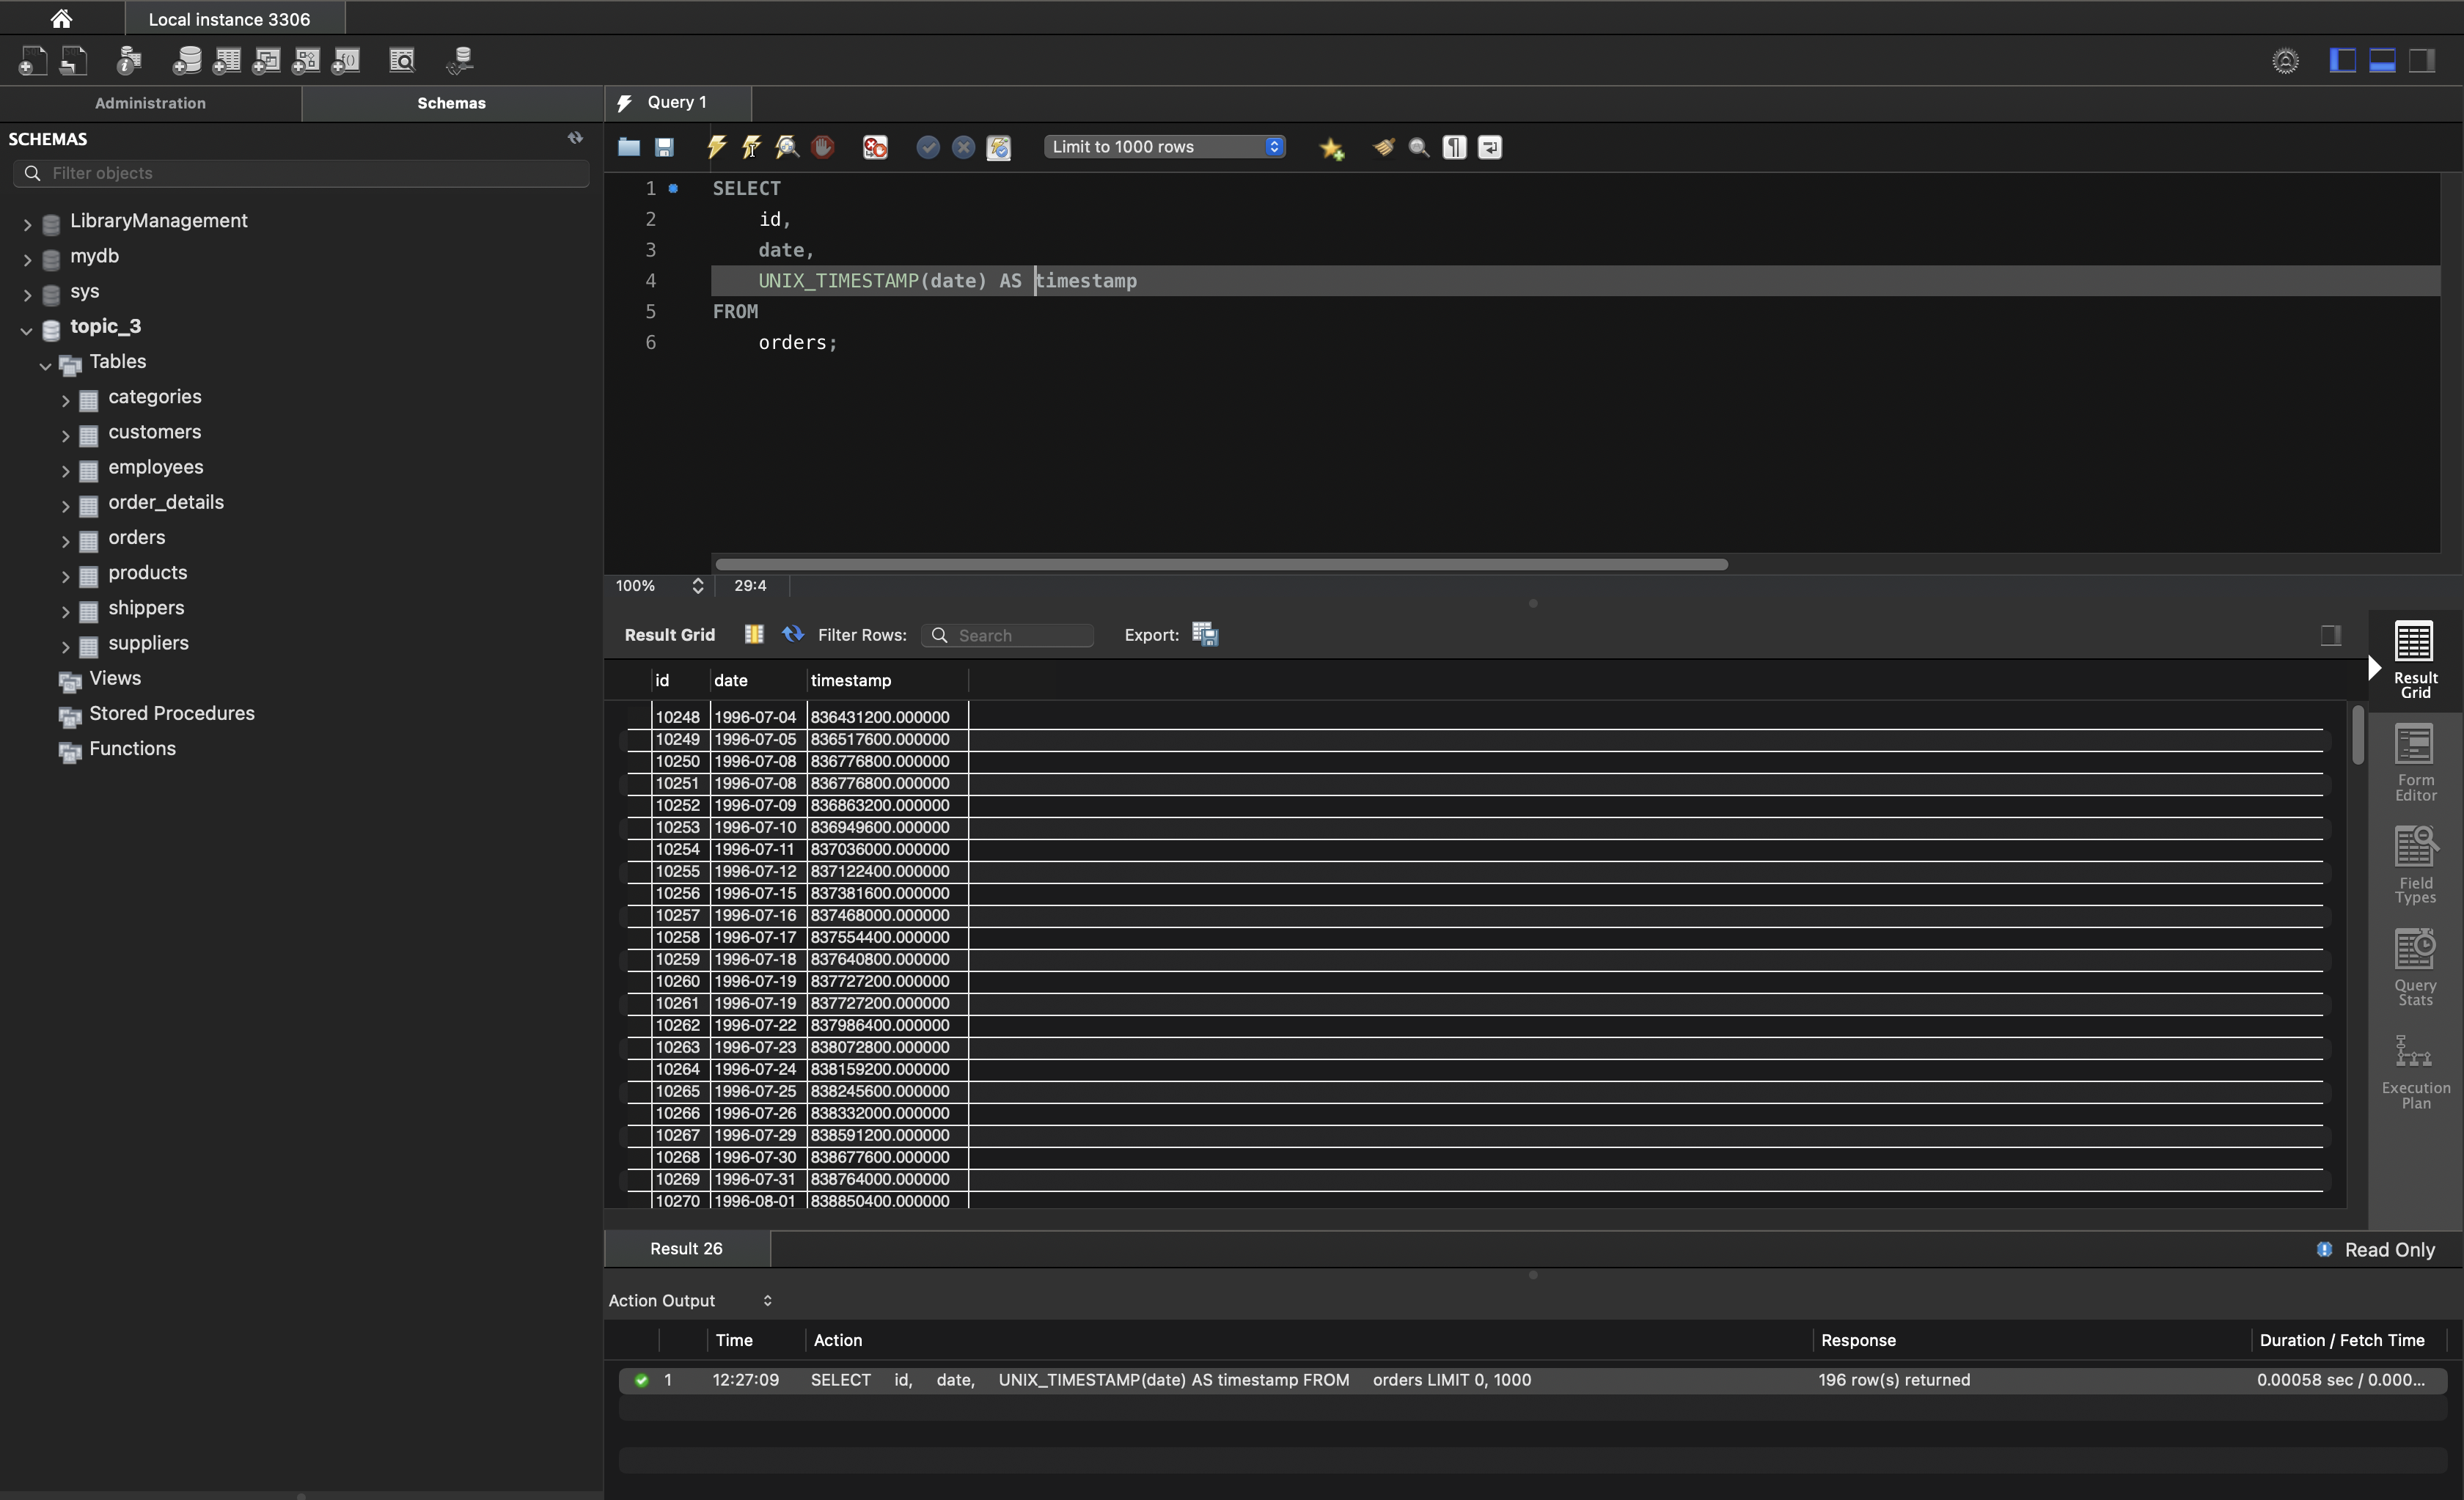 Local instance 3306
Administration
Schemas
Query 1
SCHEMAS
Filter objects
LibraryManagement
mydb
sys
topic_3
Tables
categories
customers
employees
order_details
orders
products
shippers
suppliers
Views
Stored Procedures
Functions
Limit to 1000 rows
1 SELECT
2 id,
3 date,
4 UNIX_TIMESTAMP(date) AS timestamp
5 FROM
6 orders;
100% 29:4
Result Grid Filter Rows: Search Export:
id date timestamp
10248 1996-07-04 836431200.000000
10249 1996-07-05 836517600.000000
10250 1996-07-08 836776800.000000
10251 1996-07-08 836776800.000000
10252 1996-07-09 836863200.000000
10253 1996-07-10 836949600.000000
10254 1996-07-11 837036000.000000
10255 1996-07-12 837122400.000000
10256 1996-07-15 837381600.000000
10257 1996-07-16 837468000.000000
10258 1996-07-17 837554400.000000
10259 1996-07-18 837640800.000000
10260 1996-07-19 837727200.000000
10261 1996-07-19 837727200.000000
10262 1996-07-22 837986400.000000
10263 1996-07-23 838072800.000000
10264 1996-07-24 838159200.000000
10265 1996-07-25 838245600.000000
10266 1996-07-26 838332000.000000
10267 1996-07-29 838591200.000000
10268 1996-07-30 838677600.000000
10269 1996-07-31 838764000.000000
10270 1996-08-01 838850400.000000
Result
Grid
Form
Editor
Field
Types
Query
Stats
Execution
Plan
Result 26
Read Only
Action Output
Time Action Response Duration / Fetch Time
1 12:27:09 SELECT id, date, UNIX_TIMESTAMP(date) AS timestamp FROM orders LIMIT 0, 1000 196 row(s) returned 0.00058 sec / 0.000...